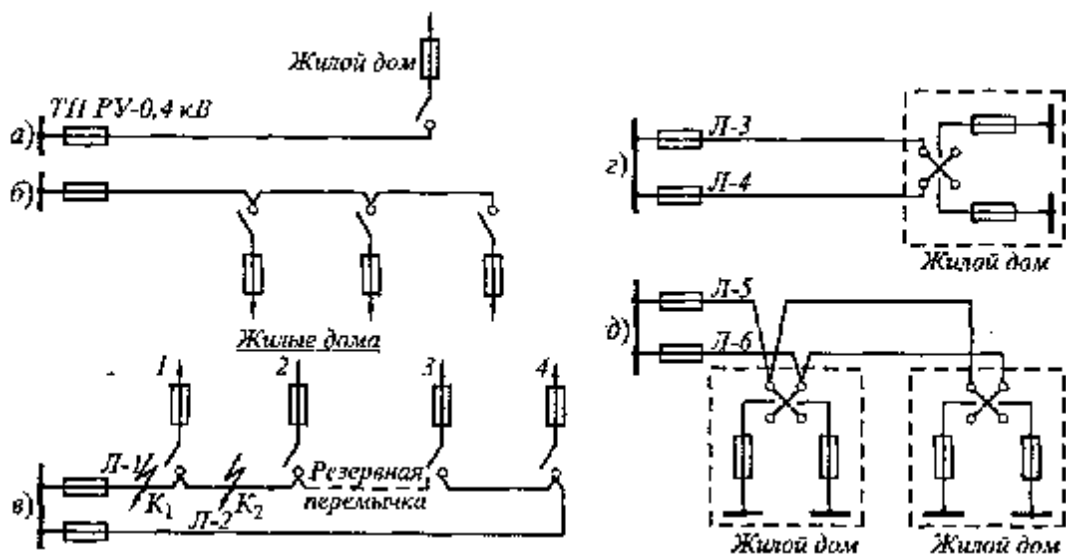 Жилой дом
ТП РУ-0,4 кВ
а)
б)
Жилые дома
1 2 3 4
Л-1
Резервная
перемычка
К₁ К₂
в)
Л-2
Л-3
г)
Л-4
Жилой дом
Л-5
д)
Л-6
Жилой дом Жилой дом